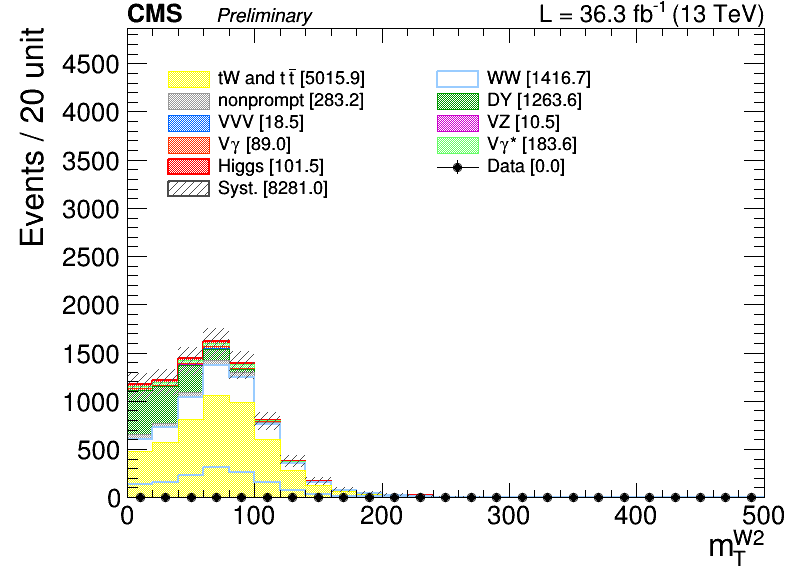 CMS Preliminary L = 36.3 fb⁻¹ (13 TeV)
Events / 20 unit
4500
4000
3500
3000
2500
2000
1500
1000
500
0
tW and t t̄ [5015.9]
nonprompt [283.2]
VVV [18.5]
Vγ [89.0]
Higgs [101.5]
Syst. [8281.0]
WW [1416.7]
DY [1263.6]
VZ [10.5]
Vγ* [183.6]
Data [0.0]
0 100 200 300 400 500
m_T^W2